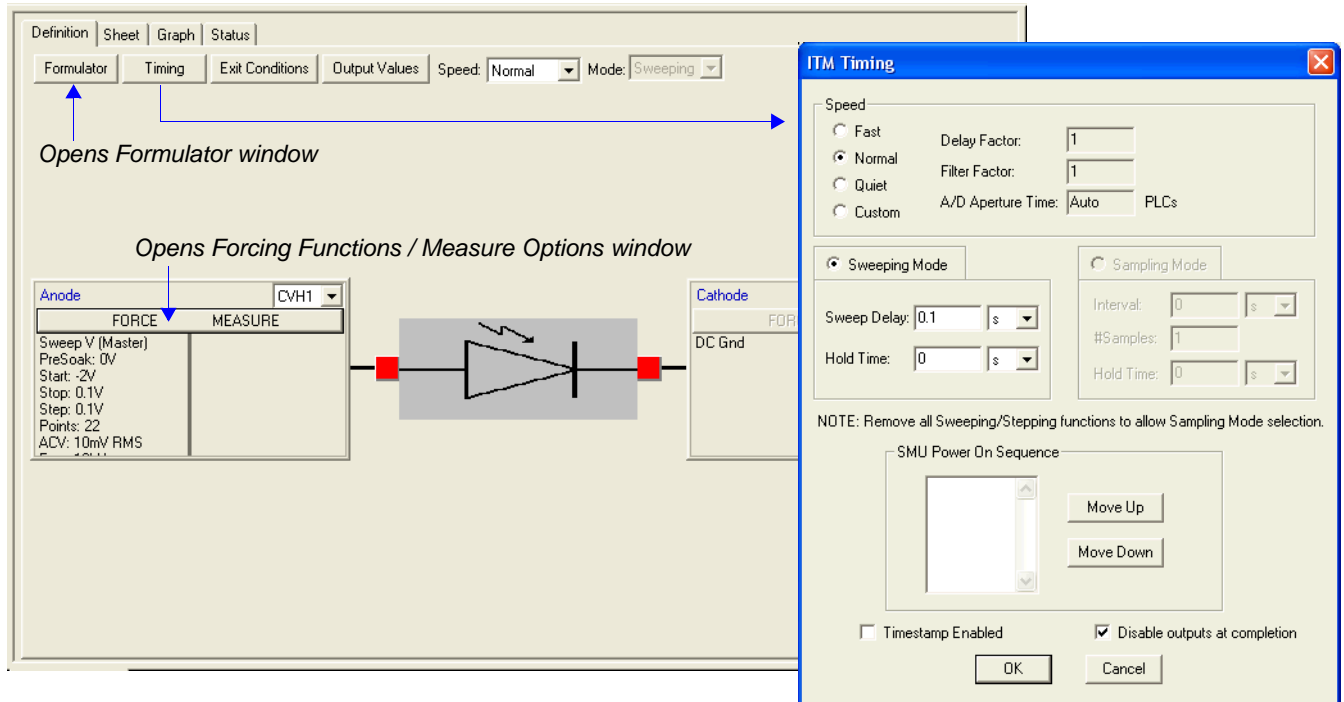 Definition Sheet Graph Status
Formulator Timing Exit Conditions Output Values Speed: Normal Mode: Sweeping
Opens Formulator window
Opens Forcing Functions / Measure Options window
Anode CVH1
FORCE MEASURE
Sweep V (Master)
PreSoak: 0V
Start: -2V
Stop: 0.1V
Step: 0.1V
Points: 22
ACV: 10mV RMS
Cathode
FOR
DC Gnd
ITM Timing
Speed
Fast
Normal
Quiet
Custom
Delay Factor: 1
Filter Factor: 1
A/D Aperture Time: Auto PLCs
Sweeping Mode
Sweep Delay: 0.1 s
Hold Time: 0 s
Sampling Mode
Interval: 0 s
#Samples: 1
Hold Time: 0 s
NOTE: Remove all Sweeping/Stepping functions to allow Sampling Mode selection.
SMU Power On Sequence
Move Up
Move Down
Timestamp Enabled
Disable outputs at completion
OK Cancel